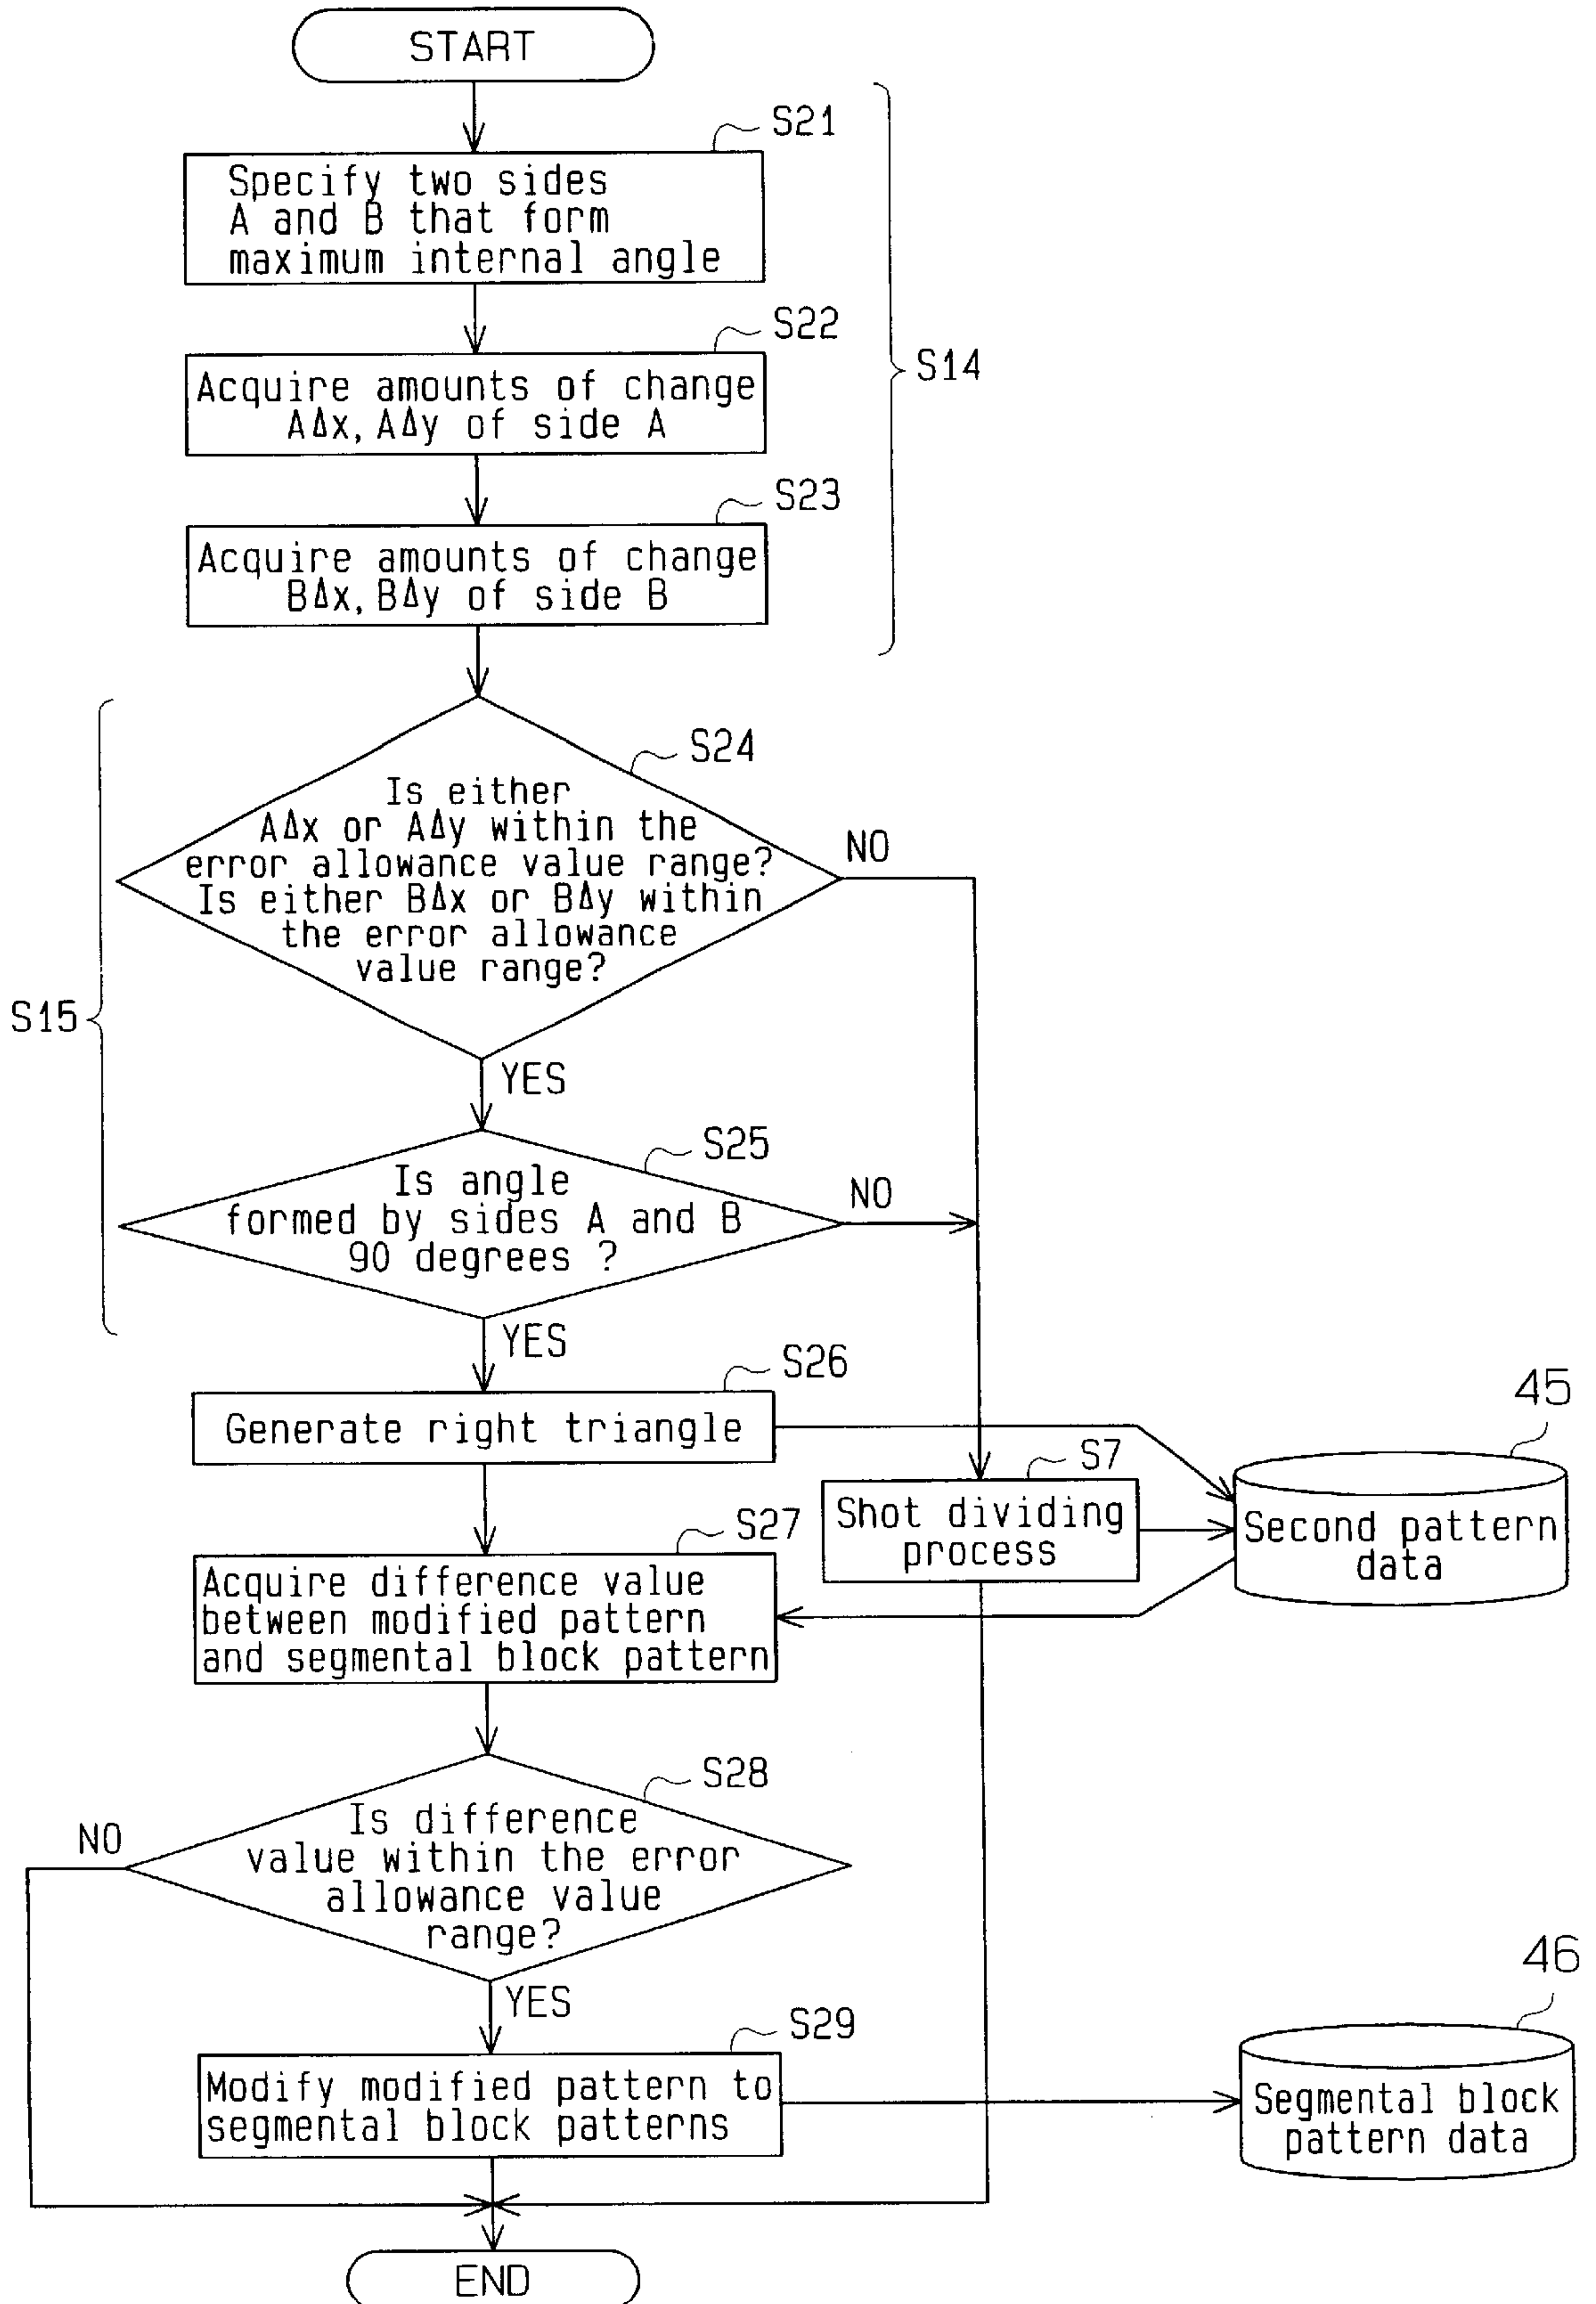 START
S21
Specify two sides
A and B that form
maximum internal angle
S22
Acquire amounts of change
AΔx, AΔy of side A
S14
S23
Acquire amounts of change
BΔx, BΔy of side B
S24
Is either
AΔx or AΔy within the
error allowance value range?
Is either BΔx or BΔy within
the error allowance
value range?
NO
S15
YES
S25
Is angle
formed by sides A and B
90 degrees ?
NO
YES
S26
Generate right triangle
45
S7
Shot dividing
process
Second pattern
data
S27
Acquire difference value
between modified pattern
and segmental block pattern
S28
Is difference
value within the error
allowance value
range?
NO
YES
S29
Modify modified pattern to
segmental block patterns
46
Segmental block
pattern data
END